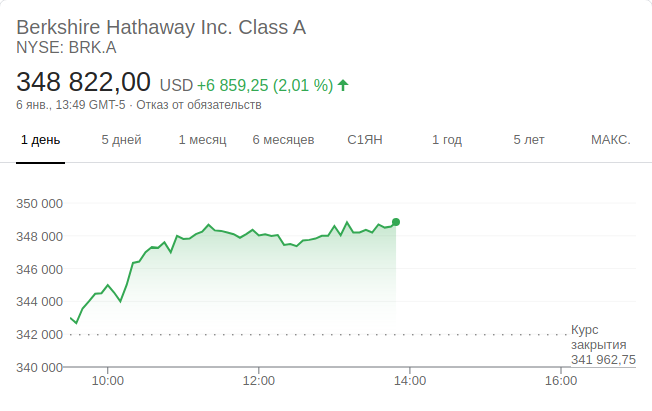 Berkshire Hathaway Inc. Class A
NYSE: BRK.A
348 822,00 USD +6 859,25 (2,01 %)
6 янв., 13:49 GMT-5 · Отказ от обязательств
1 день 5 дней 1 месяц 6 месяцев С1ЯН 1 год 5 лет МАКС.
350 000
348 000
346 000
344 000
342 000
340 000
Курс
закрытия
341 962,75
10:00 12:00 14:00 16:00